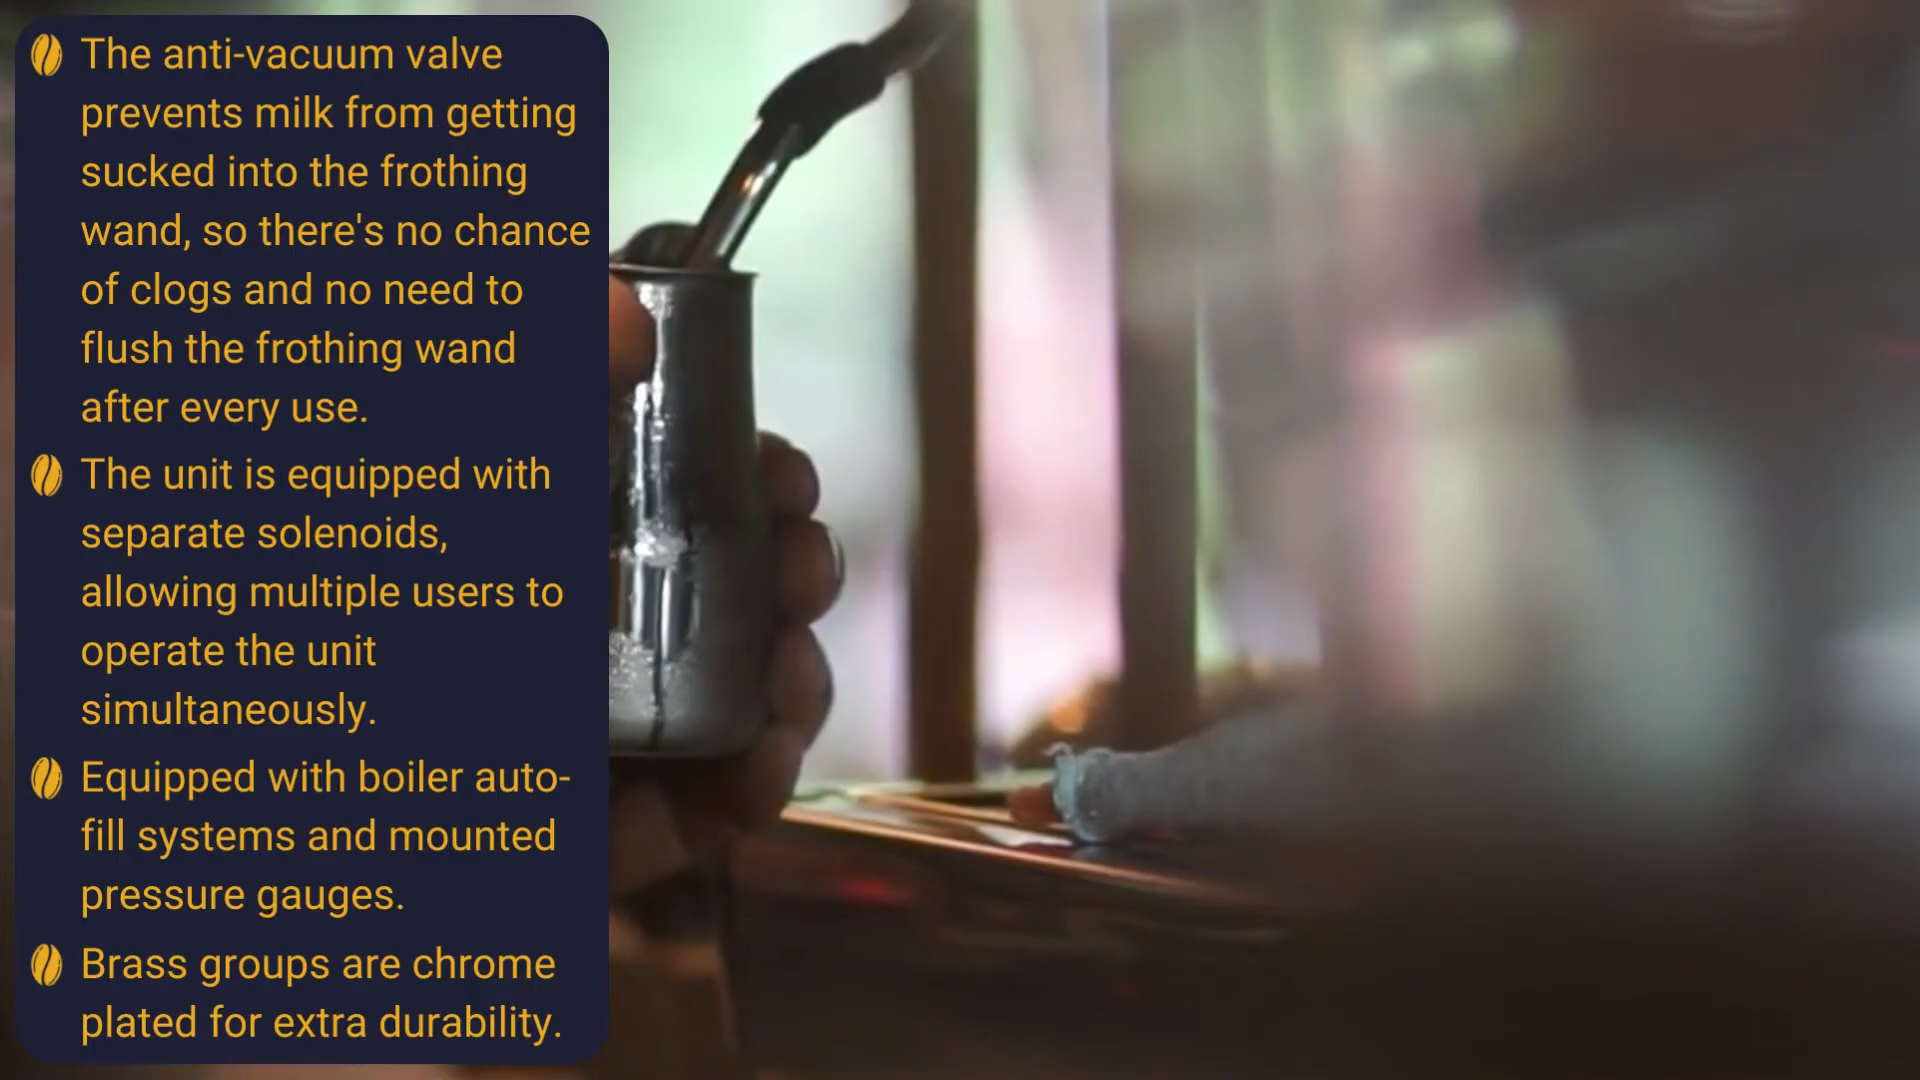 The anti-vacuum valve
prevents milk from getting
sucked into the frothing
wand, so there's no chance
of clogs and no need to
flush the frothing wand
after every use.
The unit is equipped with
separate solenoids,
allowing multiple users to
operate the unit
simultaneously.
Equipped with boiler auto-
fill systems and mounted
pressure gauges.
Brass groups are chrome
plated for extra durability.